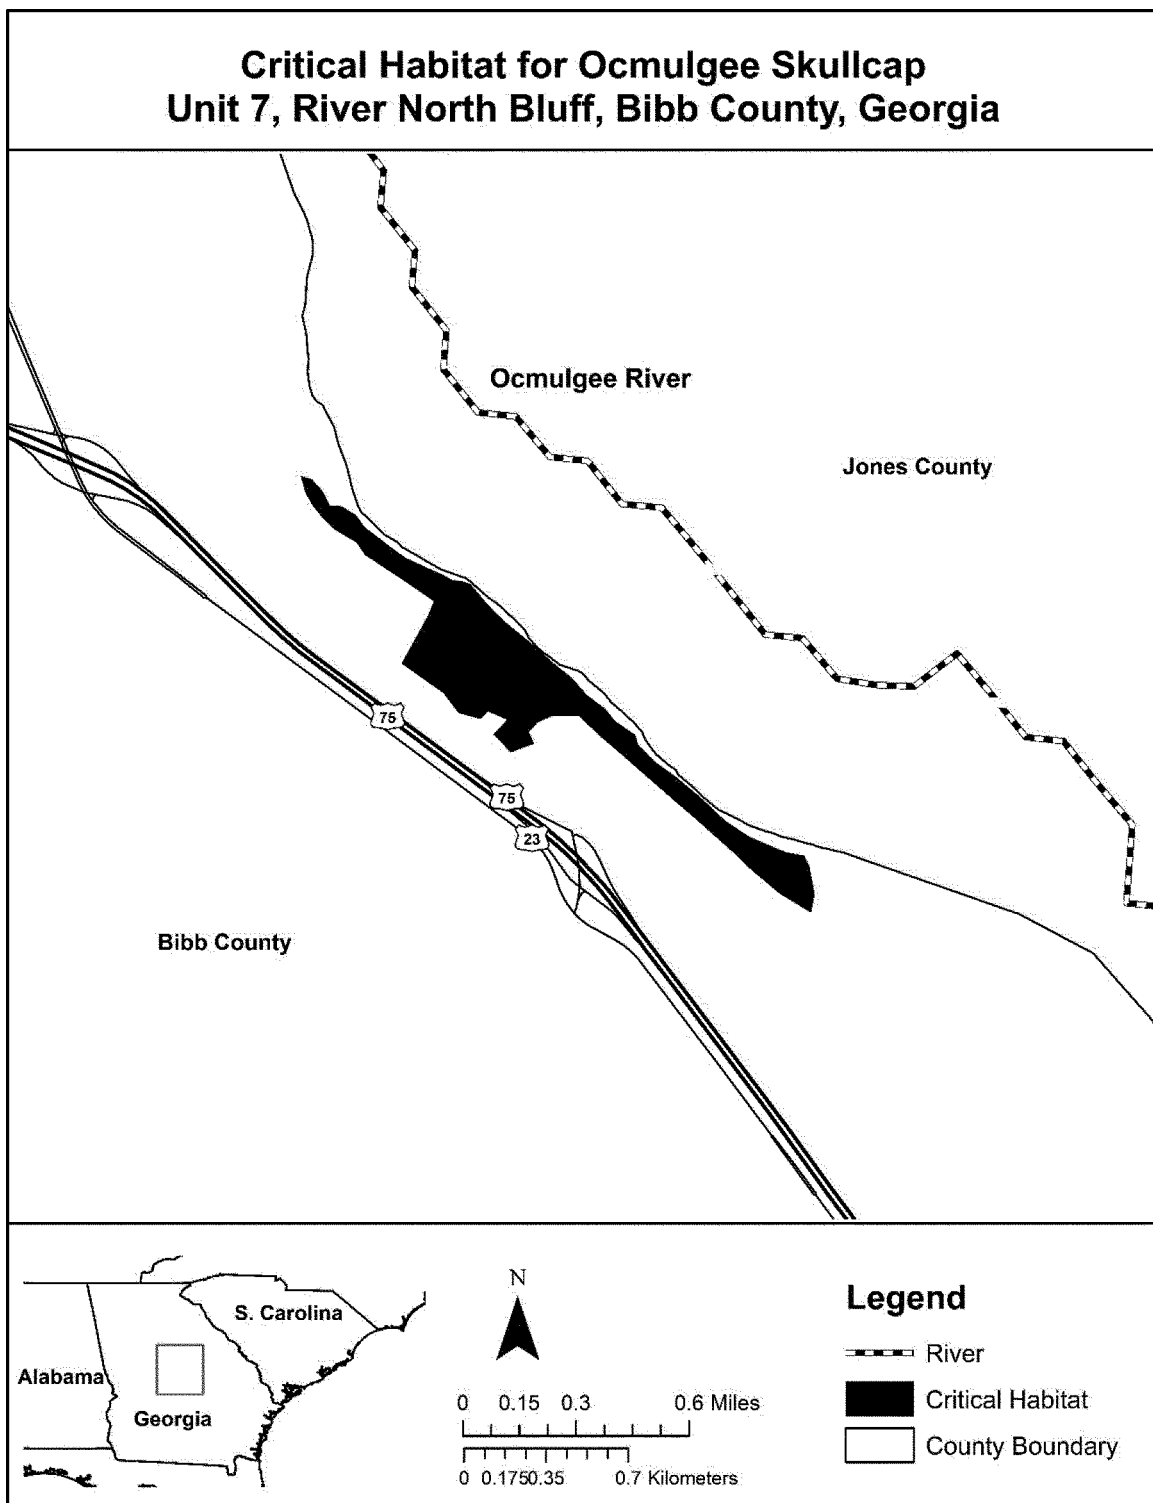 Critical Habitat for Ocmulgee Skullcap
Unit 7, River North Bluff, Bibb County, Georgia
Ocmulgee River
Jones County
75
75
23
Bibb County
S. Carolina
Alabama
Georgia
N
0 0.15 0.3 0.6 Miles
0 0.175 0.35 0.7 Kilometers
Legend
River
Critical Habitat
County Boundary